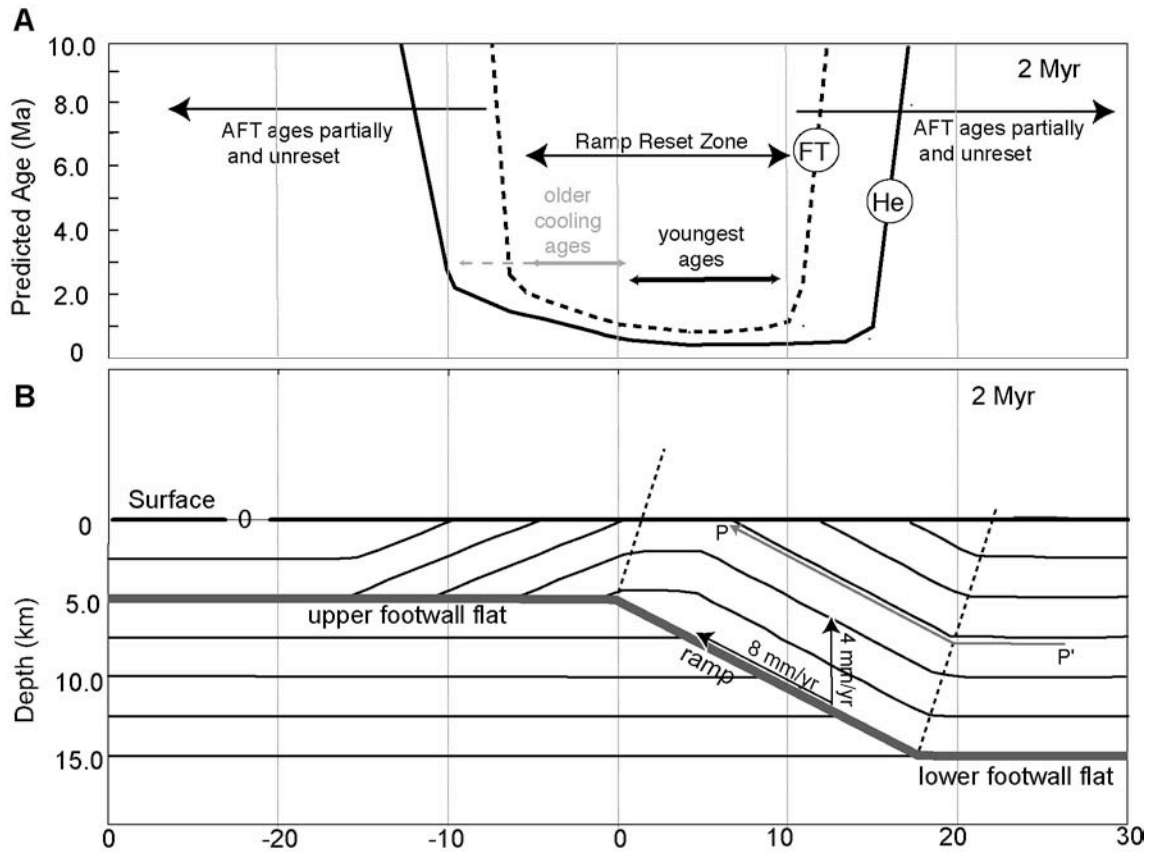 A
10.0
8.0
6.0
4.0
2.0
0
Predicted Age (Ma)
2 Myr
AFT ages partially
and unreset
Ramp Reset Zone
FT
AFT ages partially
and unreset
He
older
cooling
ages
youngest
ages
B
2 Myr
Surface
0
0
5.0
10.0
15.0
Depth (km)
P
P'
upper footwall flat
ramp
8 mm/yr
4 mm/yr
lower footwall flat
0
-20
-10
0
10
20
30